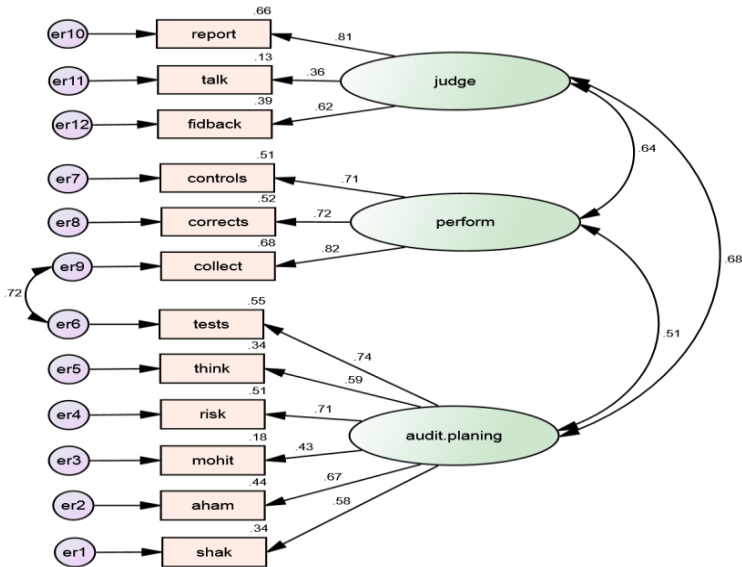 .66
er10 report .81
.13
er11 talk .36 judge
.39
er12 fidback .62
.64
.51
er7 controls .71
.52
er8 corrects .72 perform
.68
er9 collect .82
.68
.72
.55
er6 tests .74
.51
.34
er5 think .59
.51
er4 risk .71 audit.planing
.18
er3 mohit .43
.44
er2 aham .67
.58
.34
er1 shak